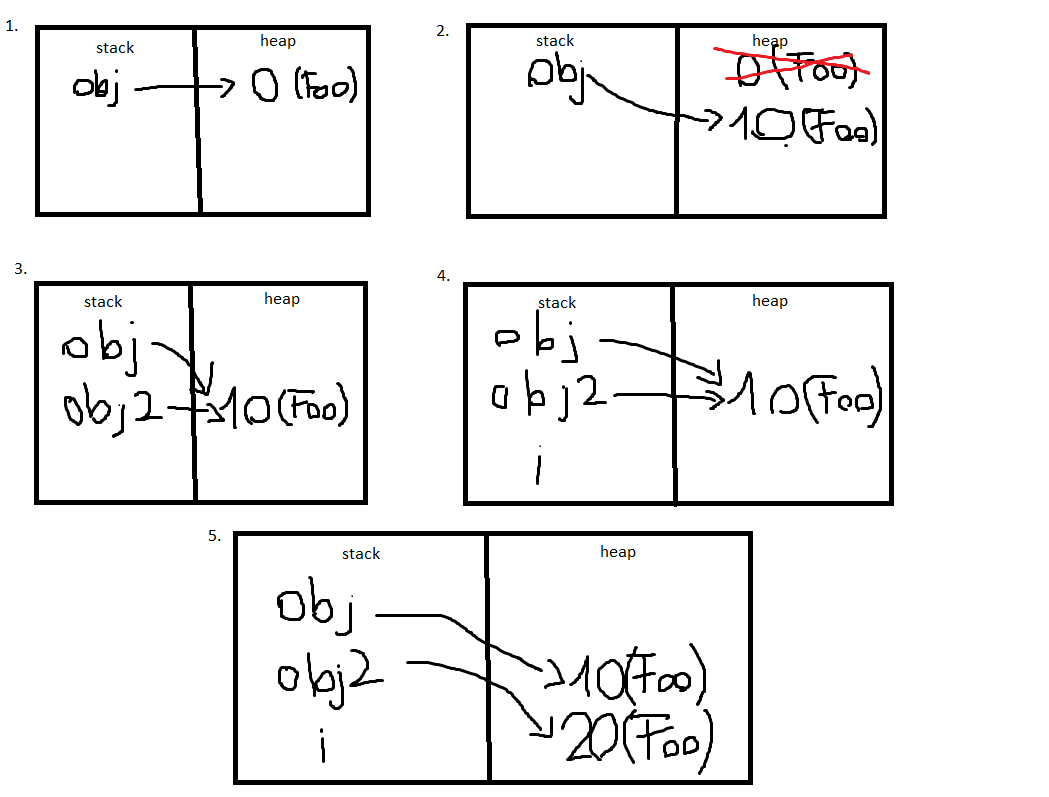 1.
stack heap
obj 0 (Foo)
2.
stack heap
obj 0 (Foo)
10(Foo)
3.
stack heap
obj
obj2 10(Foo)
4.
stack heap
obj
obj2 10(Foo)
i
5.
stack heap
obj
10(Foo)
obj2
20(Foo)
i